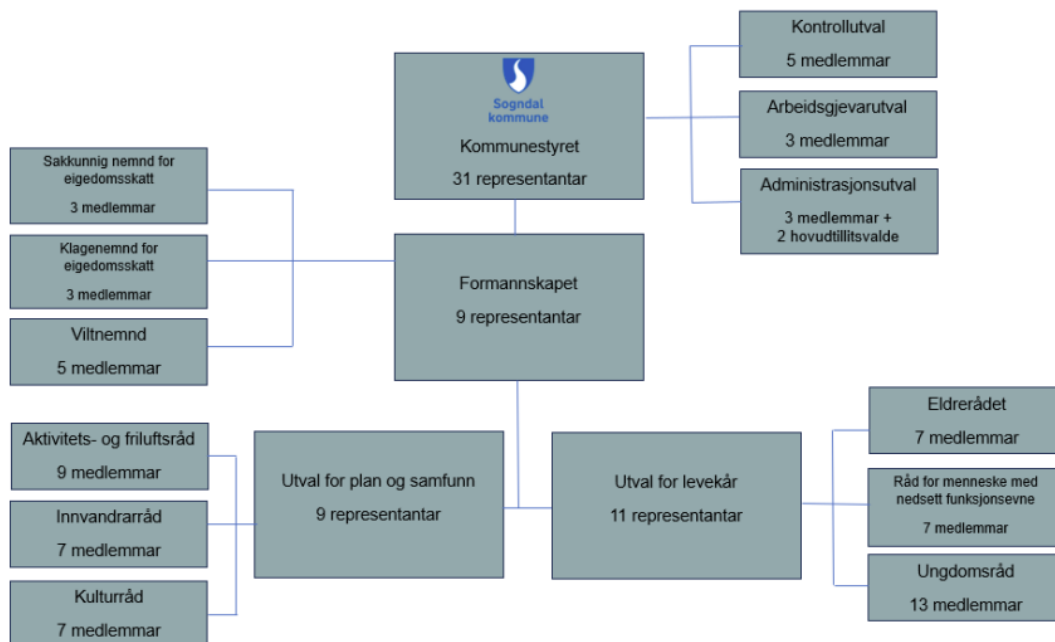 Sogndal
kommune
Kommunestyret
31 representantar
Kontrollutval
5 medlemmar
Arbeidsgjevarutval
3 medlemmar
Administrasjonsutval
3 medlemmar +
2 hovudtillitsvalde
Sakkunnig nemnd for
eigedomsskatt
3 medlemmar
Klagenemnd for
eigedomsskatt
3 medlemmar
Viltnemnd
5 medlemmar
Formannskapet
9 representantar
Aktivitets- og friluftsråd
9 medlemmar
Innvandrarråd
7 medlemmar
Kulturråd
7 medlemmar
Utval for plan og samfunn
9 representantar
Utval for levekår
11 representantar
Eldrerådet
7 medlemmar
Råd for menneske med
nedsett funksjonsevne
7 medlemmar
Ungdomsråd
13 medlemmar